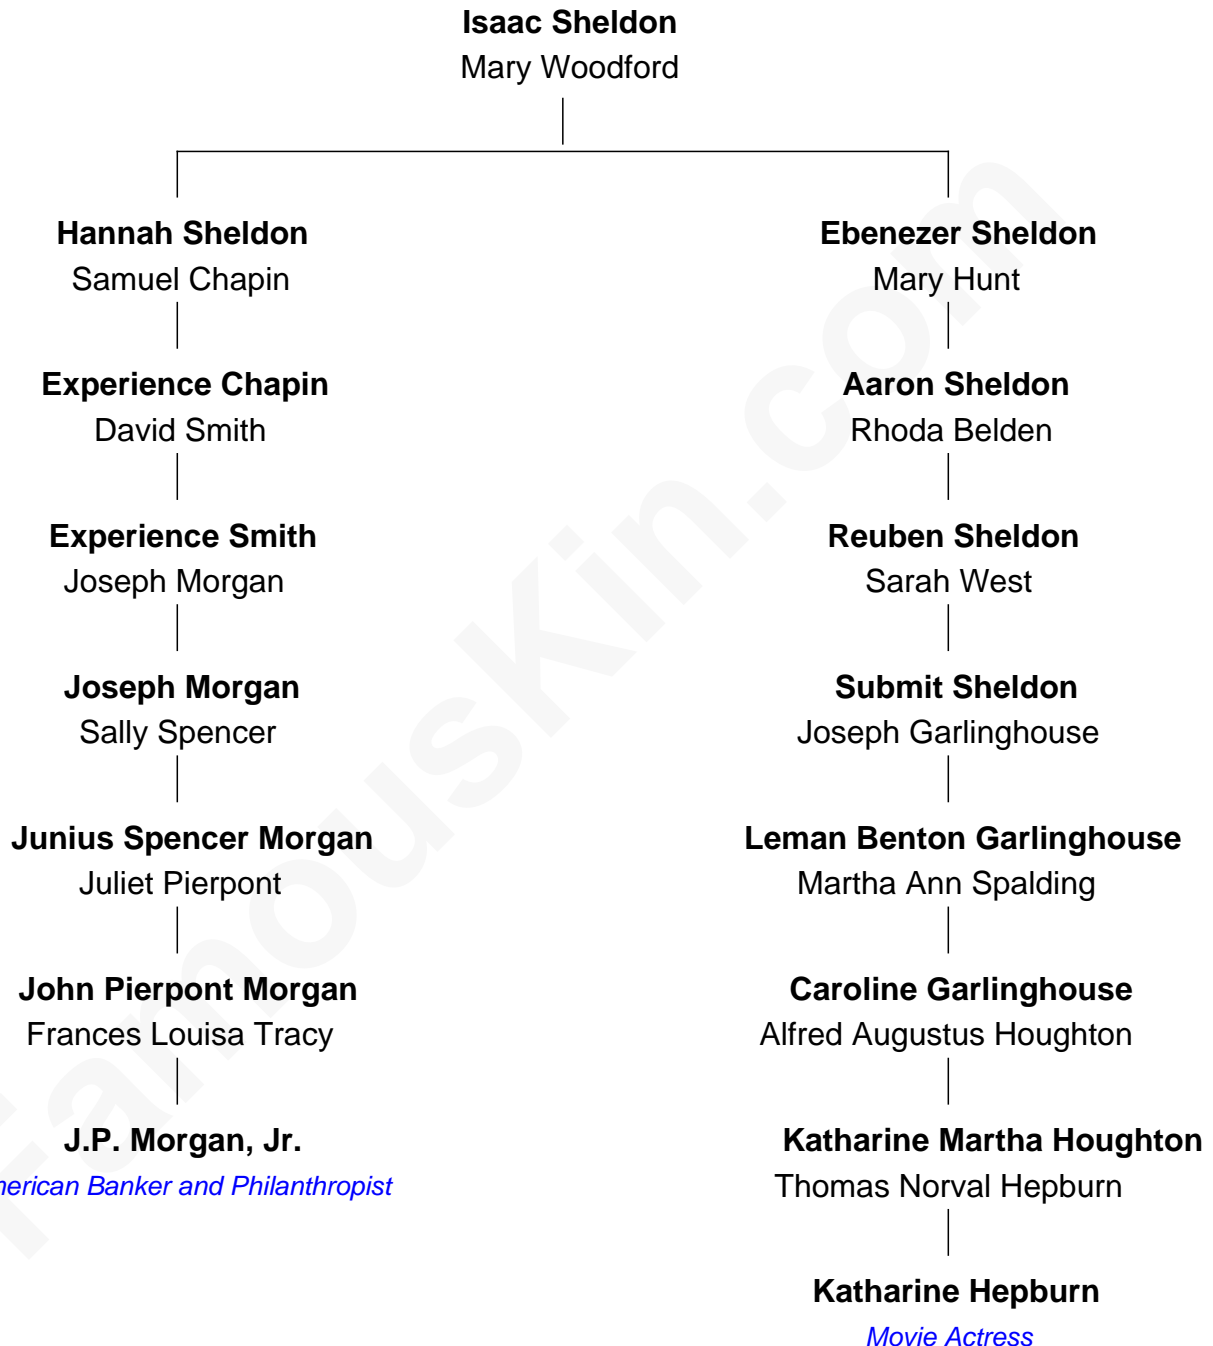 Isaac Sheldon
Mary Woodford
Hannah Sheldon
Samuel Chapin
Ebenezer Sheldon
Mary Hunt
Experience Chapin
David Smith
Aaron Sheldon
Rhoda Belden
Experience Smith
Joseph Morgan
Reuben Sheldon
Sarah West
Joseph Morgan
Sally Spencer
Submit Sheldon
Joseph Garlinghouse
Junius Spencer Morgan
Juliet Pierpont
Leman Benton Garlinghouse
Martha Ann Spalding
John Pierpont Morgan
Frances Louisa Tracy
Caroline Garlinghouse
Alfred Augustus Houghton
J.P. Morgan, Jr.
Banker and Philanthropist
Katharine Martha Houghton
Thomas Norval Hepburn
Katharine Hepburn
Movie Actress
FamousKin.com